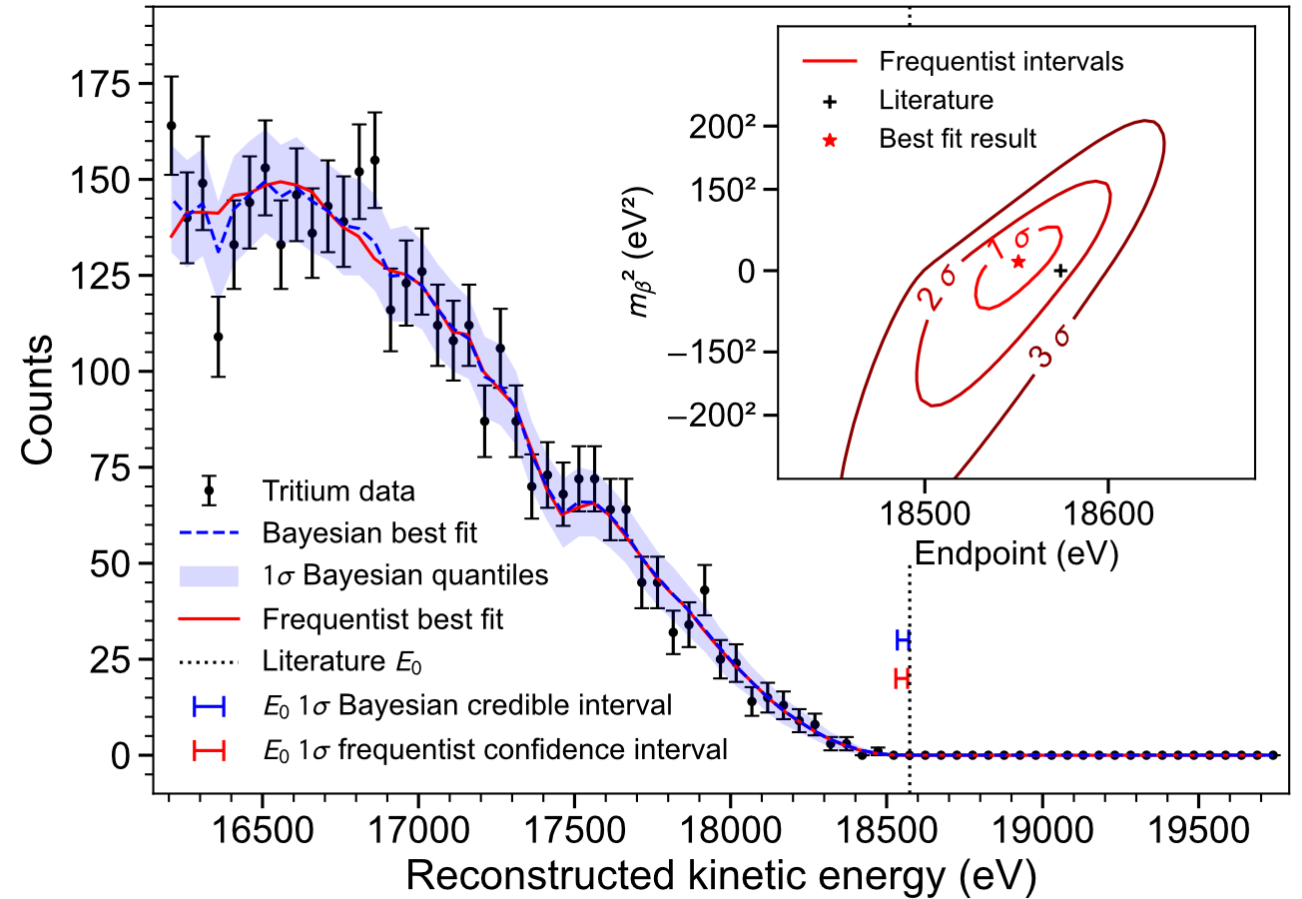 Counts
175
150
125
100
75
50
25
0
Tritium data
Bayesian best fit
1σ Bayesian quantiles
Frequentist best fit
Literature E₀
E₀ 1σ Bayesian credible interval
E₀ 1σ frequentist confidence interval
16500 17000 17500 18000 18500 19000 19500
Reconstructed kinetic energy (eV)
Frequentist intervals
Literature
Best fit result
mᵦ² (eV²)
200²
150²
0
−150²
−200²
1 σ
2 σ
3 σ
18500 18600
Endpoint (eV)